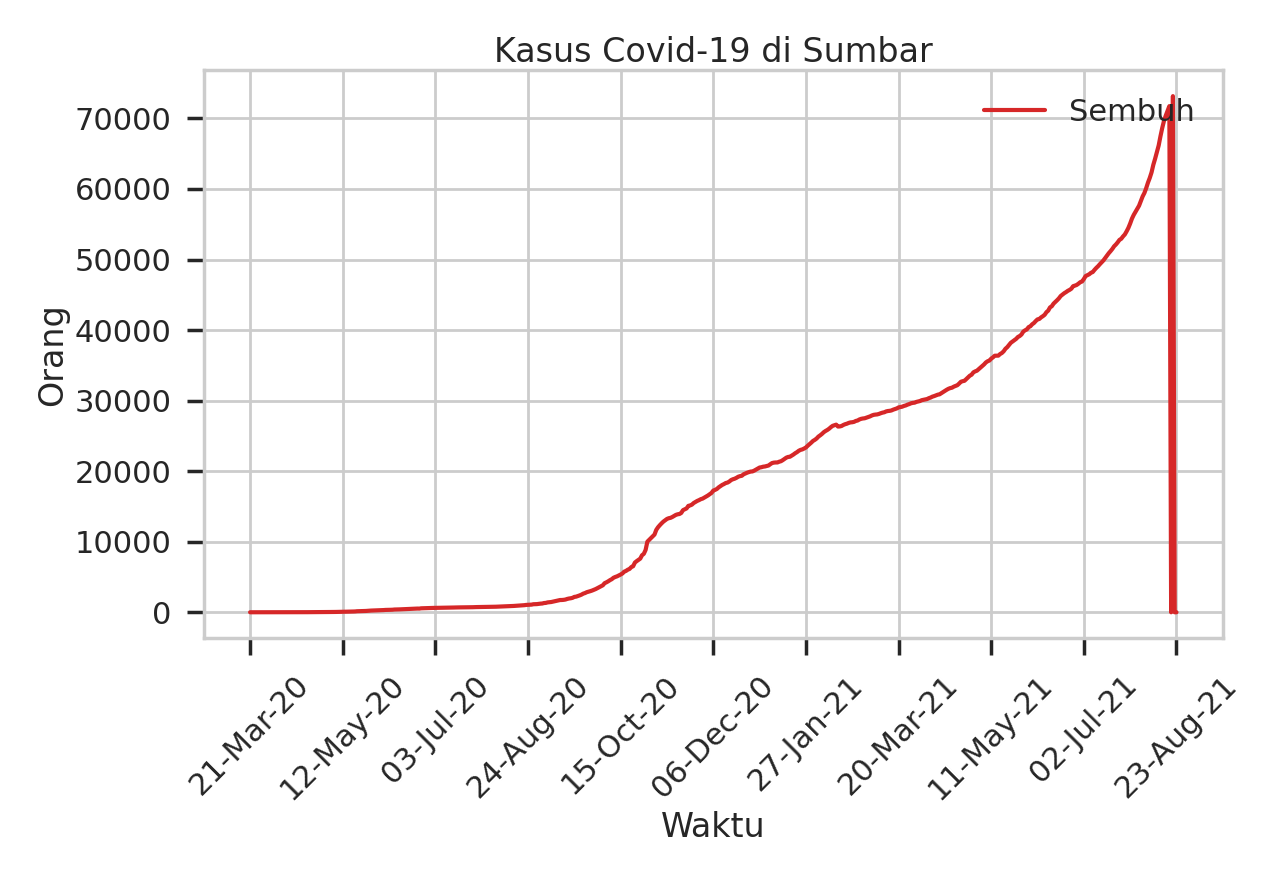 Kasus Covid-19 di Sumbar
Sembuh
70000
60000
50000
40000
30000
20000
10000
0
Orang
21-Mar-20
12-May-20
03-Jul-20
24-Aug-20
15-Oct-20
06-Dec-20
27-Jan-21
20-Mar-21
11-May-21
02-Jul-21
23-Aug-21
Waktu